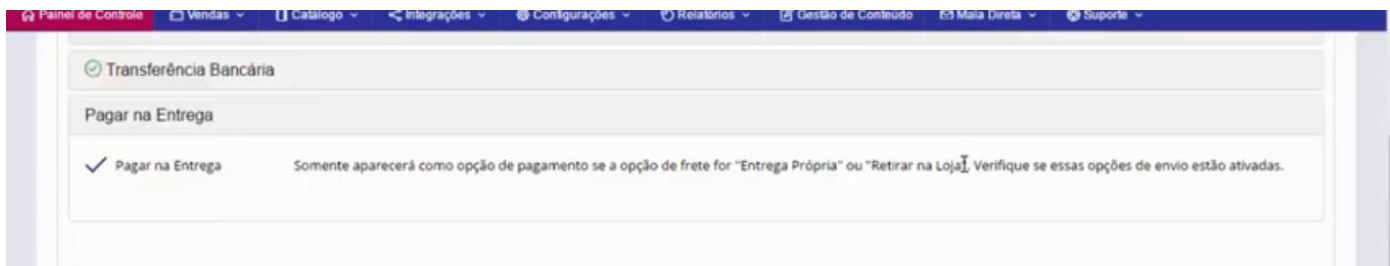 Painel de Controle Vendas Catálogo Integrações Configurações Relatórios Gestão de Conteúdo Mala Direta Suporte
Transferência Bancária
Pagar na Entrega
Pagar na Entrega Somente aparecerá como opção de pagamento se a opção de frete for "Entrega Própria" ou "Retirar na Loja". Verifique se essas opções de envio estão ativadas.